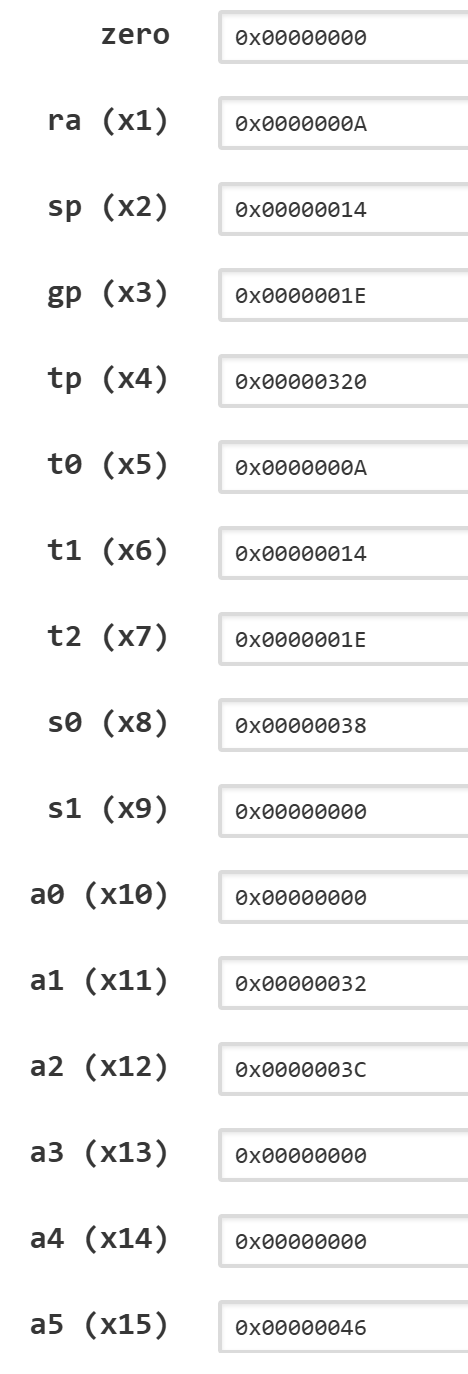 zero 0x00000000
ra (x1) 0x0000000A
sp (x2) 0x00000014
gp (x3) 0x0000001E
tp (x4) 0x00000320
t0 (x5) 0x0000000A
t1 (x6) 0x00000014
t2 (x7) 0x0000001E
s0 (x8) 0x00000038
s1 (x9) 0x00000000
a0 (x10) 0x00000000
a1 (x11) 0x00000032
a2 (x12) 0x0000003C
a3 (x13) 0x00000000
a4 (x14) 0x00000000
a5 (x15) 0x00000046